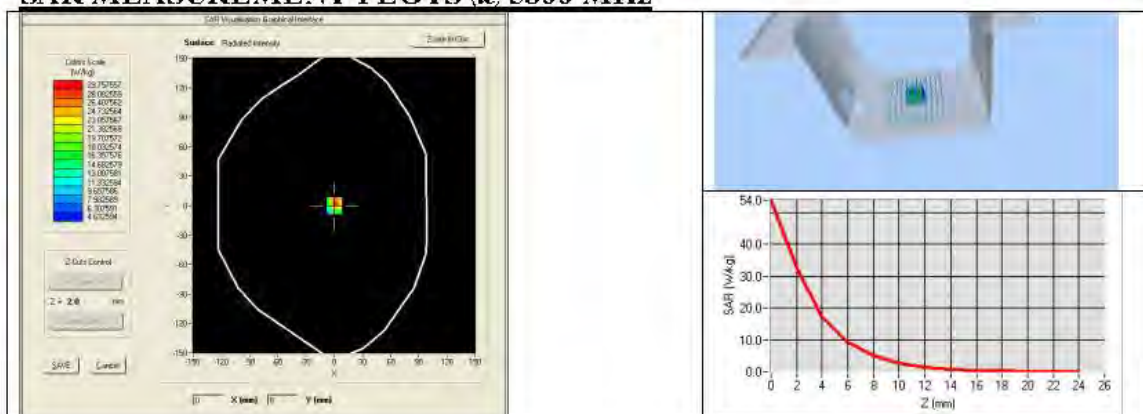 SAR MEASUREMENT PLOTS @ 5800 MHz
SAR Visualisation Graphical Interface
Surface Radiated Intensity
Zoom In/Out
Colors Scale
(W/kg)
29.757557
28.082559
26.407562
24.732564
23.057567
21.382569
19.707572
18.032574
16.357576
14.682579
13.007581
11.332584
9.657586
7.982589
6.307591
4.632594
150
120
90
60
30
0
-30
-60
-90
-120
-150
-150 -120 -90 -60 -30 0 30 60 90 120 150
X
Z Cuts Control
Z = 2.0 mm
SAVE Cancel
0 X (mm) Y (mm)
54.0
40.0
30.0
20.0
10.0
0.0
SAR (W/kg)
0 2 4 6 8 10 12 14 16 18 20 22 24 26
Z (mm)